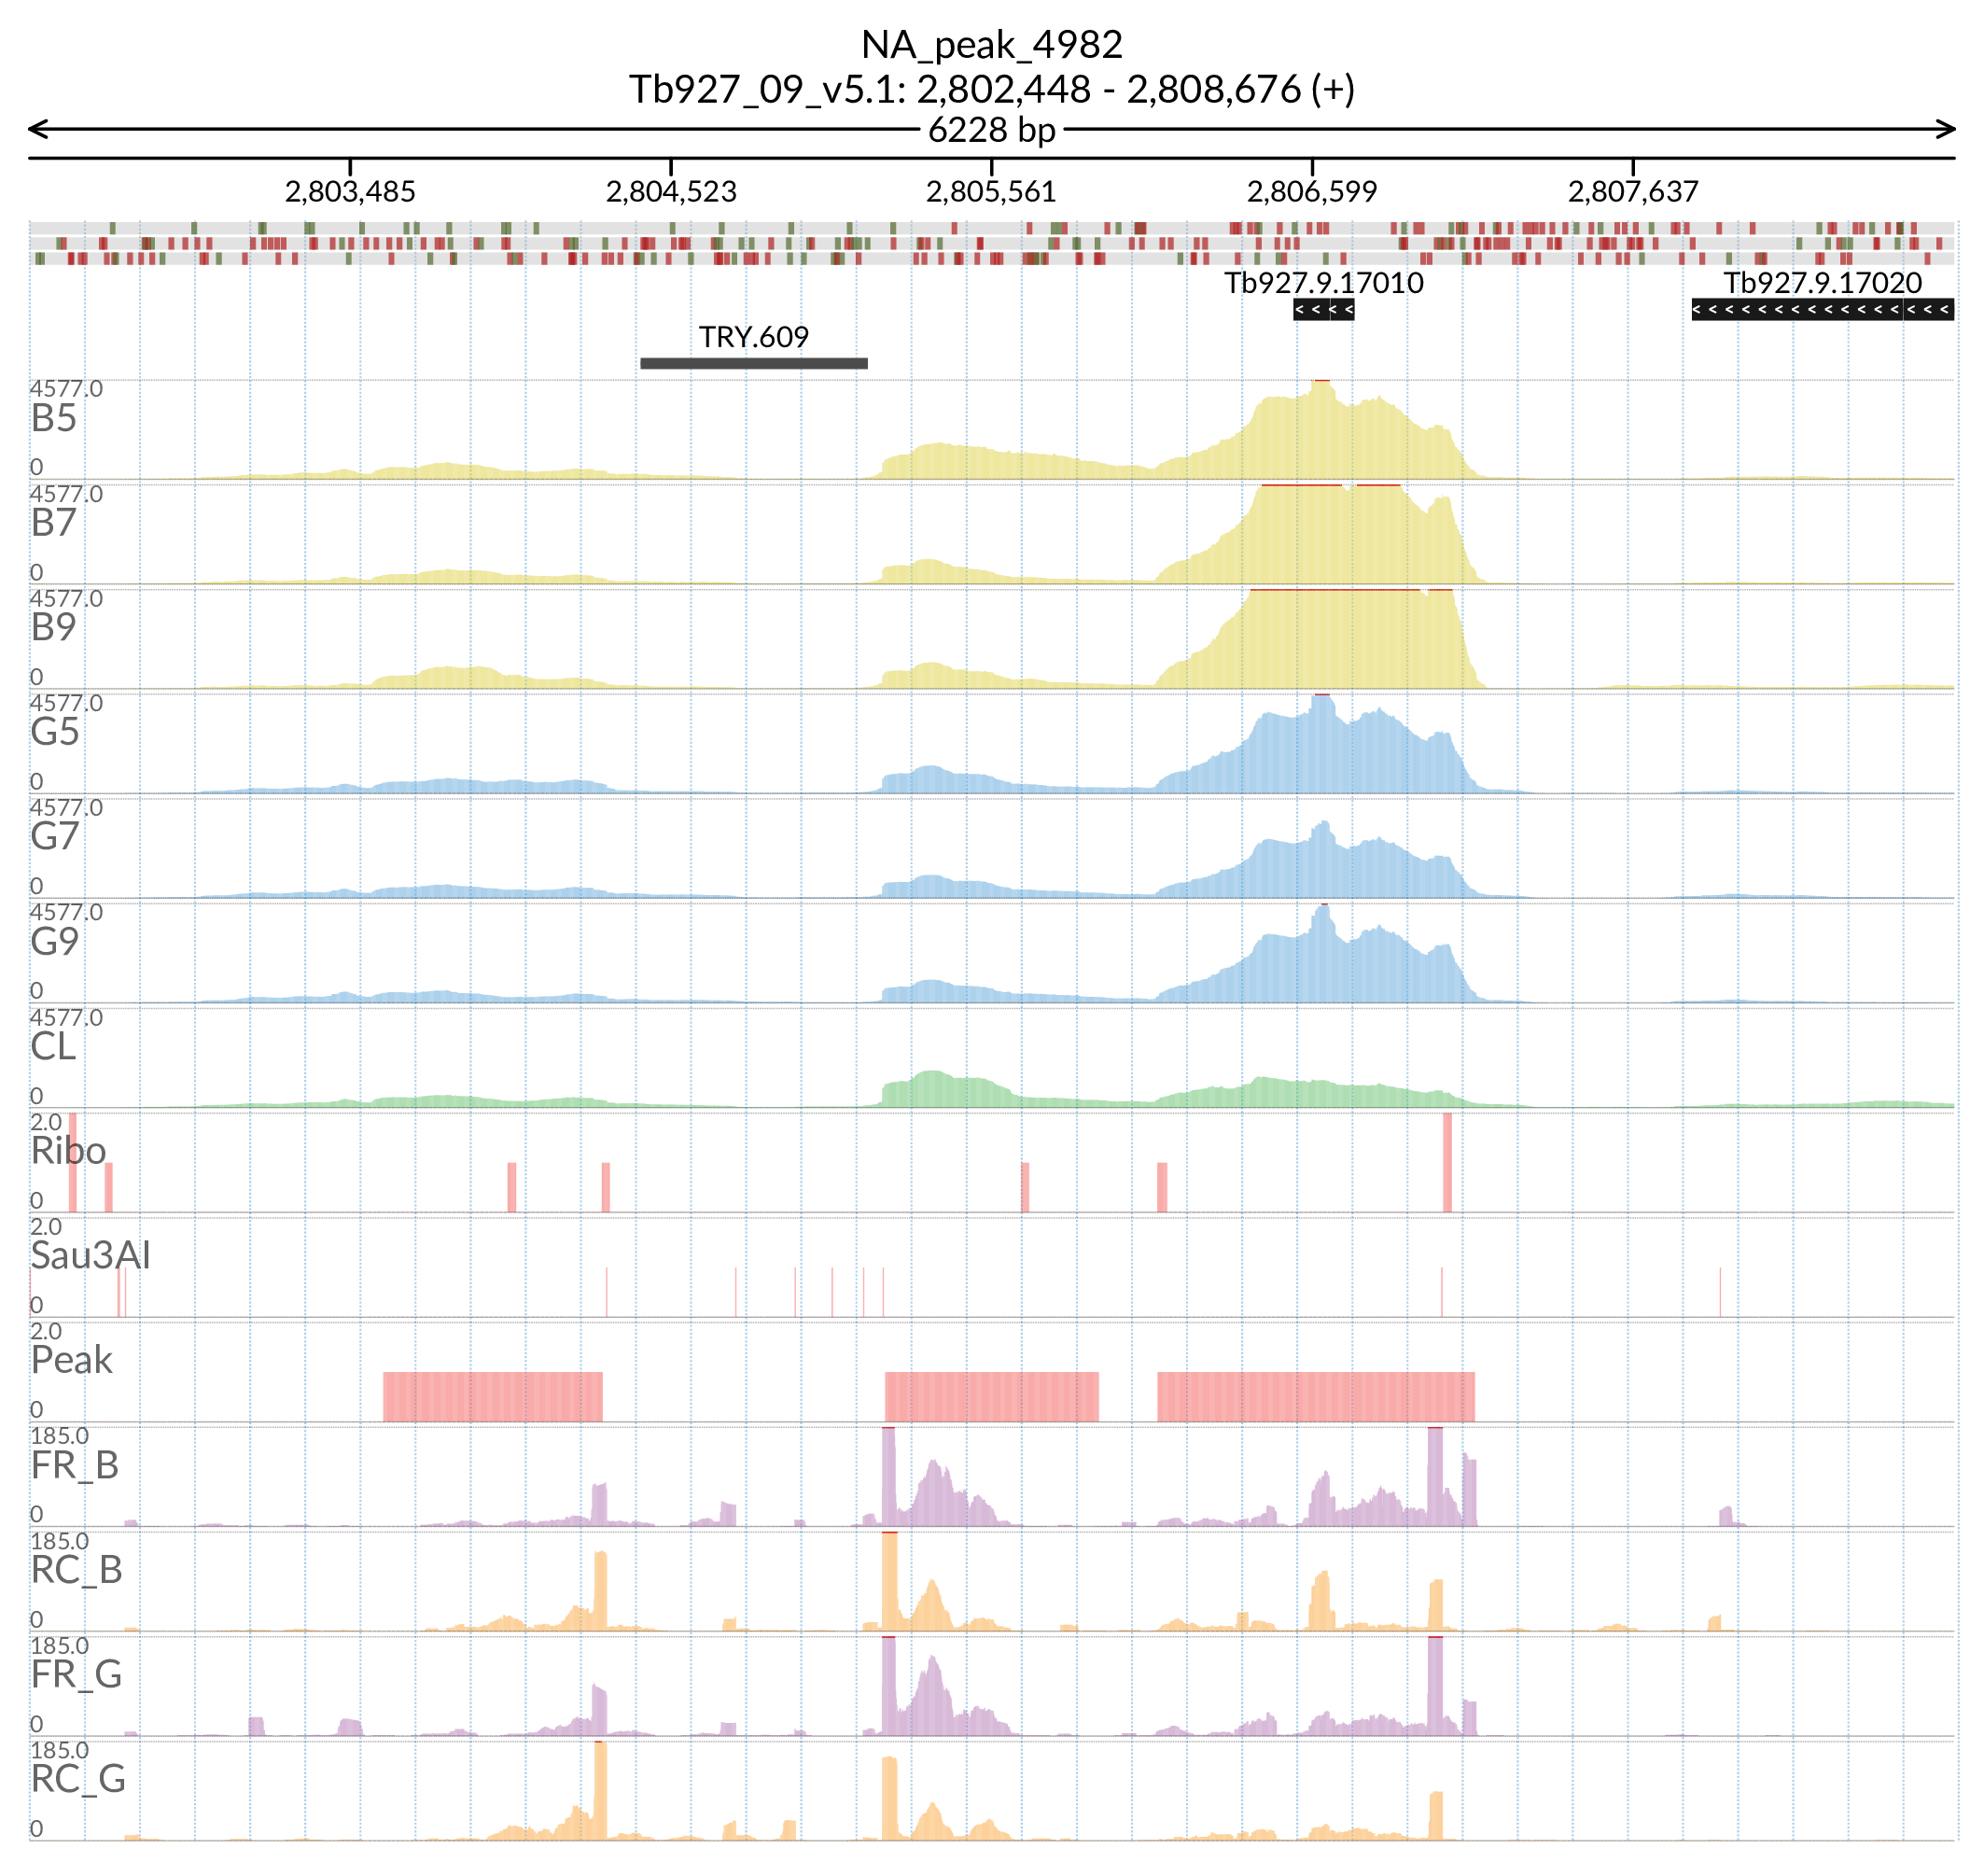 NA_peak_4982
Tb927_09_v5.1: 2,802,448 - 2,808,676 (+)
6228 bp
2,803,485 2,804,523 2,805,561 2,806,599 2,807,637
Tb927.9.17010 Tb927.9.17020
TRY.609
4577.0
B5
0
4577.0
B7
0
4577.0
B9
0
4577.0
G5
0
4577.0
G7
0
4577.0
G9
0
4577.0
CL
0
2.0
Ribo
0
2.0
Sau3AI
0
2.0
Peak
0
185.0
FR_B
0
185.0
RC_B
0
185.0
FR_G
0
185.0
RC_G
0